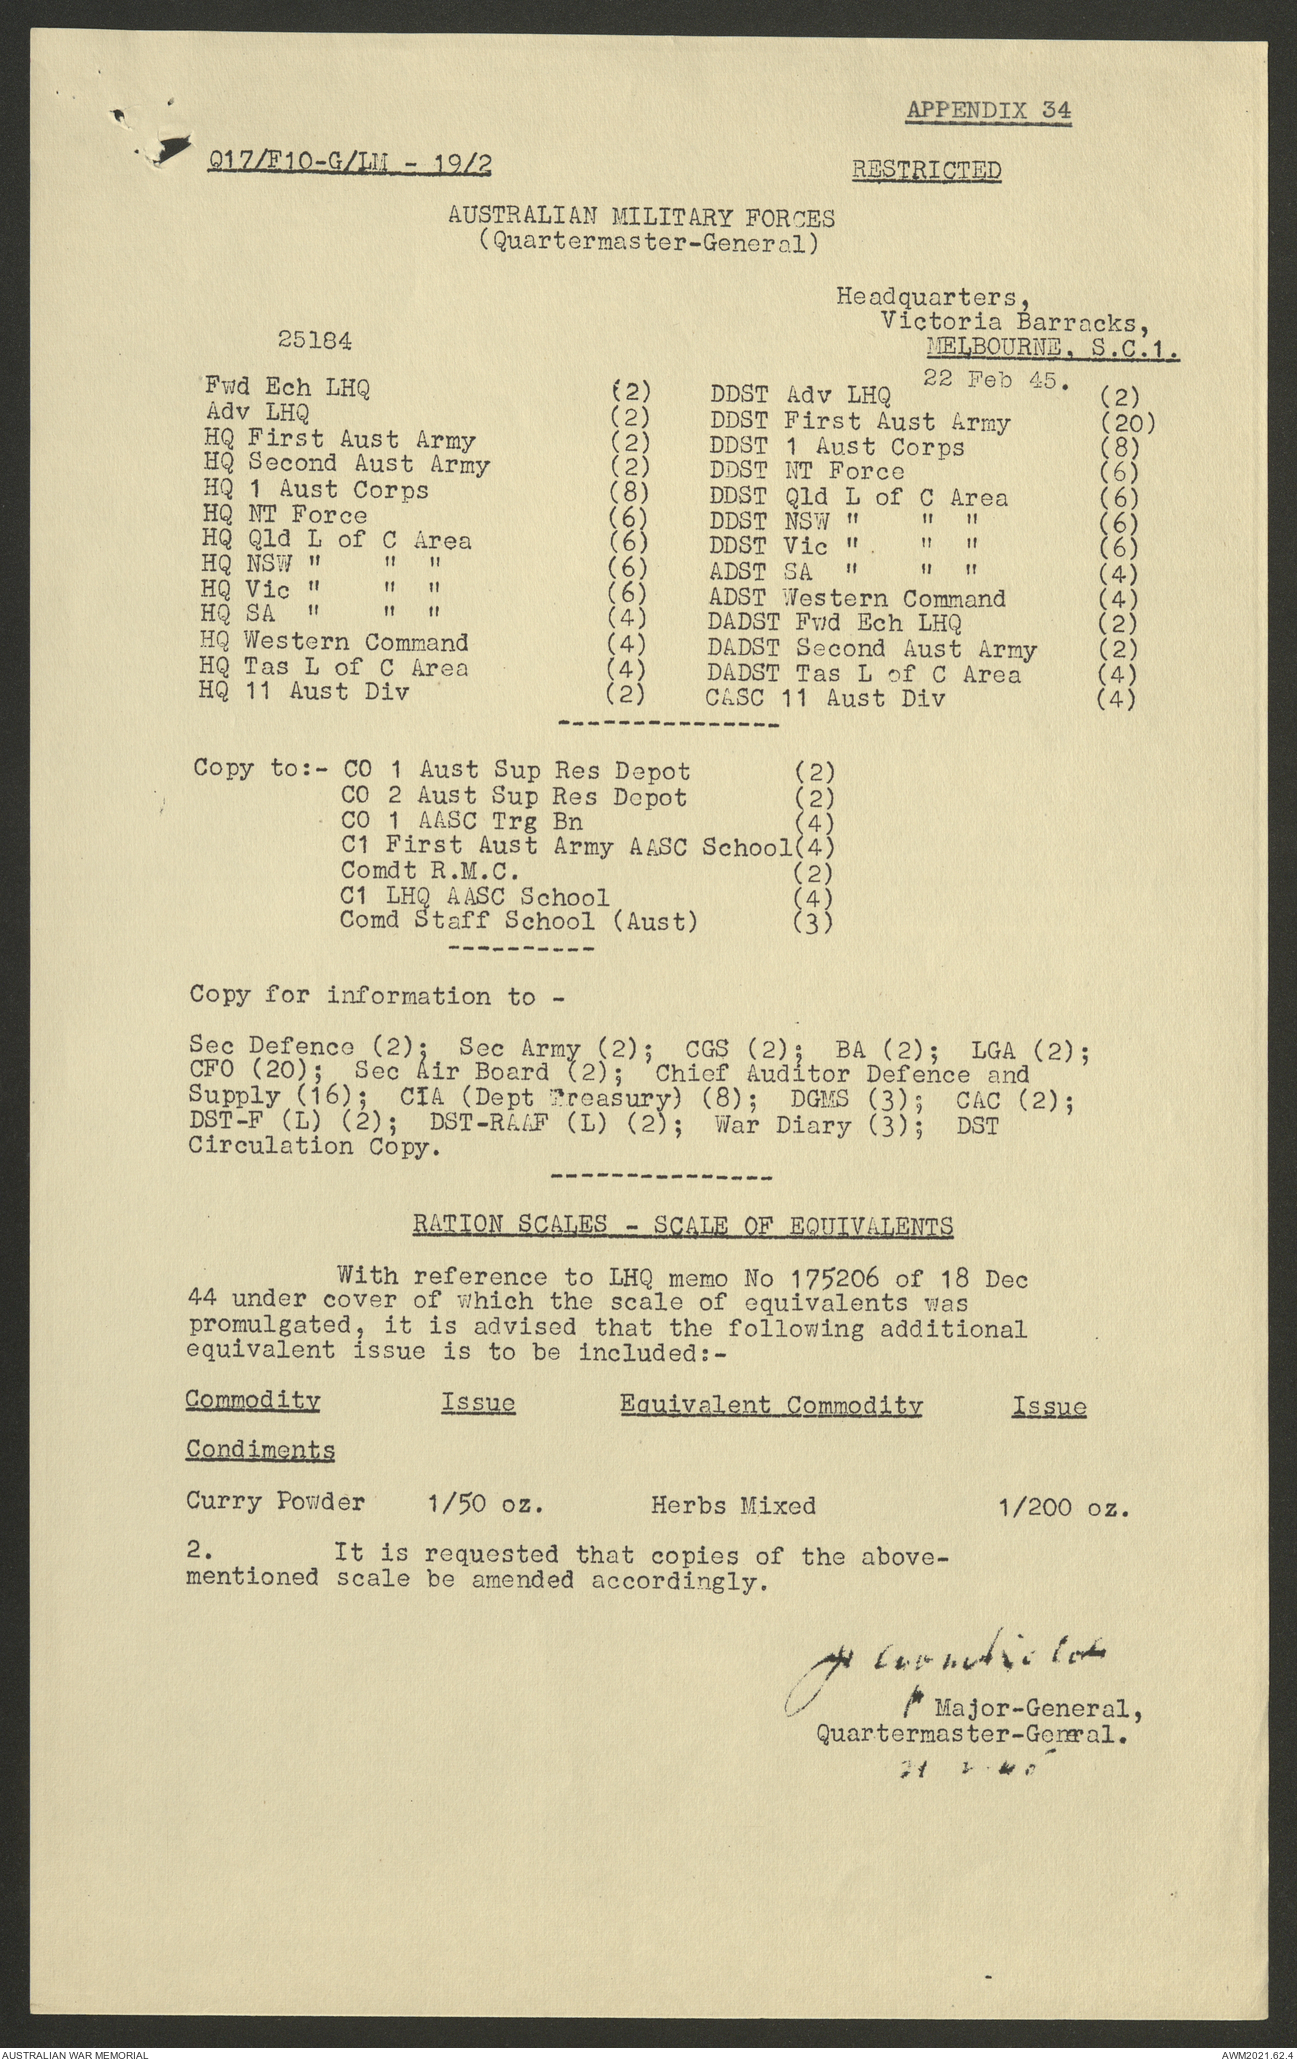 APPENDIX 34
Q17/F10-G/LM - 19/2
RESTRICTED
AUSTRALIAN MILITARY FORCES
(Quartermaster-General)
Headquarters,
Victoria Barracks,
MELBOURNE, S.C.1.
25184
22 Feb 45.
Fwd Ech LHQ (2) DDST Adv LHQ (2)
Adv LHQ (2) DDST First Aust Army (20)
HQ First Aust Army (2) DDST 1 Aust Corps (8)
HQ Second Aust Army (2) DDST NT Force (6)
HQ 1 Aust Corps (8) DDST Qld L of C Area (6)
HQ NT Force (6) DDST NSW " " " (6)
HQ Qld L of C Area (6) DDST Vic " " " (6)
HQ NSW " " " (6) ADST SA " " " (4)
HQ Vic " " " (6) ADST Western Command (4)
HQ SA " " " (4) DADST Fwd Ech LHQ (2)
HQ Western Command (4) DADST Second Aust Army (2)
HQ Tas L of C Area (4) DADST Tas L of C Area (4)
HQ 11 Aust Div (2) CASC 11 Aust Div (4)
---------------
Copy to:- CO 1 Aust Sup Res Depot (2)
CO 2 Aust Sup Res Depot (2)
CO 1 AASC Trg Bn (4)
C1 First Aust Army AASC School(4)
Comdt R.M.C. (2)
C1 LHQ AASC School (4)
Comd Staff School (Aust) (3)
----------
Copy for information to -
Sec Defence (2); Sec Army (2); CGS (2); BA (2); LGA (2);
CFO (20); Sec Air Board (2); Chief Auditor Defence and
Supply (16); CIA (Dept Treasury) (8); DGMS (3); CAC (2);
DST-F (L) (2); DST-RAAF (L) (2); War Diary (3); DST
Circulation Copy.
---------------
RATION SCALES - SCALE OF EQUIVALENTS
With reference to LHQ memo No 175206 of 18 Dec
44 under cover of which the scale of equivalents was
promulgated, it is advised that the following additional
equivalent issue is to be included:-
Commodity Issue Equivalent Commodity Issue
Condiments
Curry Powder 1/50 oz. Herbs Mixed 1/200 oz.
2. It is requested that copies of the above-
mentioned scale be amended accordingly.
Major-General,
Quartermaster-General.
AUSTRALIAN WAR MEMORIAL
AWM2021.62.4